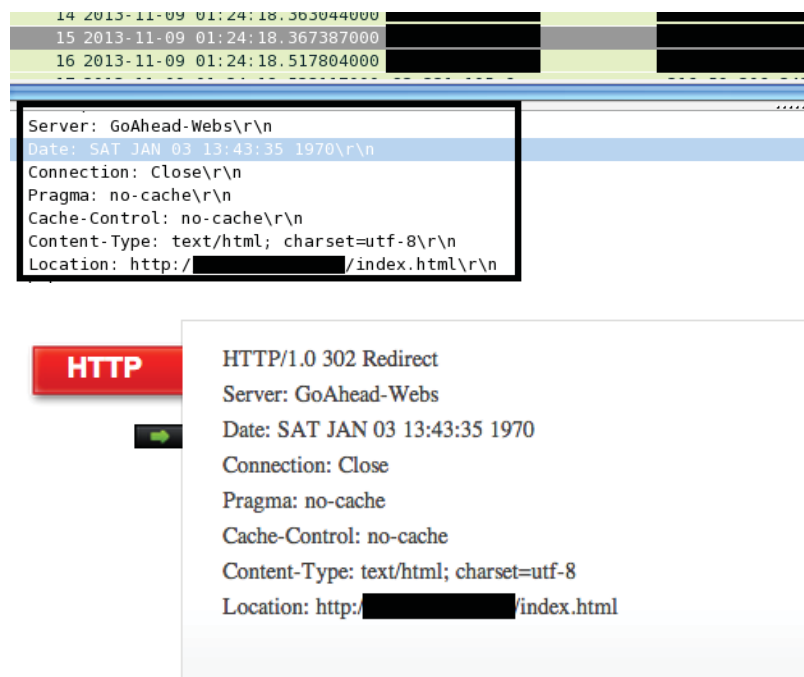 14 2013-11-09 01:24:18.363044000
15 2013-11-09 01:24:18.367387000
16 2013-11-09 01:24:18.517804000
Server: GoAhead-Webs\r\n
Date: SAT JAN 03 13:43:35 1970\r\n
Connection: Close\r\n
Pragma: no-cache\r\n
Cache-Control: no-cache\r\n
Content-Type: text/html; charset=utf-8\r\n
Location: http:/ /index.html\r\n
HTTP
HTTP/1.0 302 Redirect
Server: GoAhead-Webs
Date: SAT JAN 03 13:43:35 1970
Connection: Close
Pragma: no-cache
Cache-Control: no-cache
Content-Type: text/html; charset=utf-8
Location: http:/ /index.html